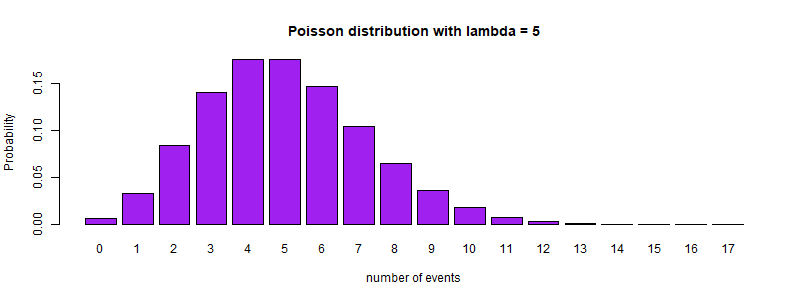 Poisson distribution with lambda = 5
Probability
0.15
0.10
0.05
0.00
0 1 2 3 4 5 6 7 8 9 10 11 12 13 14 15 16 17
number of events